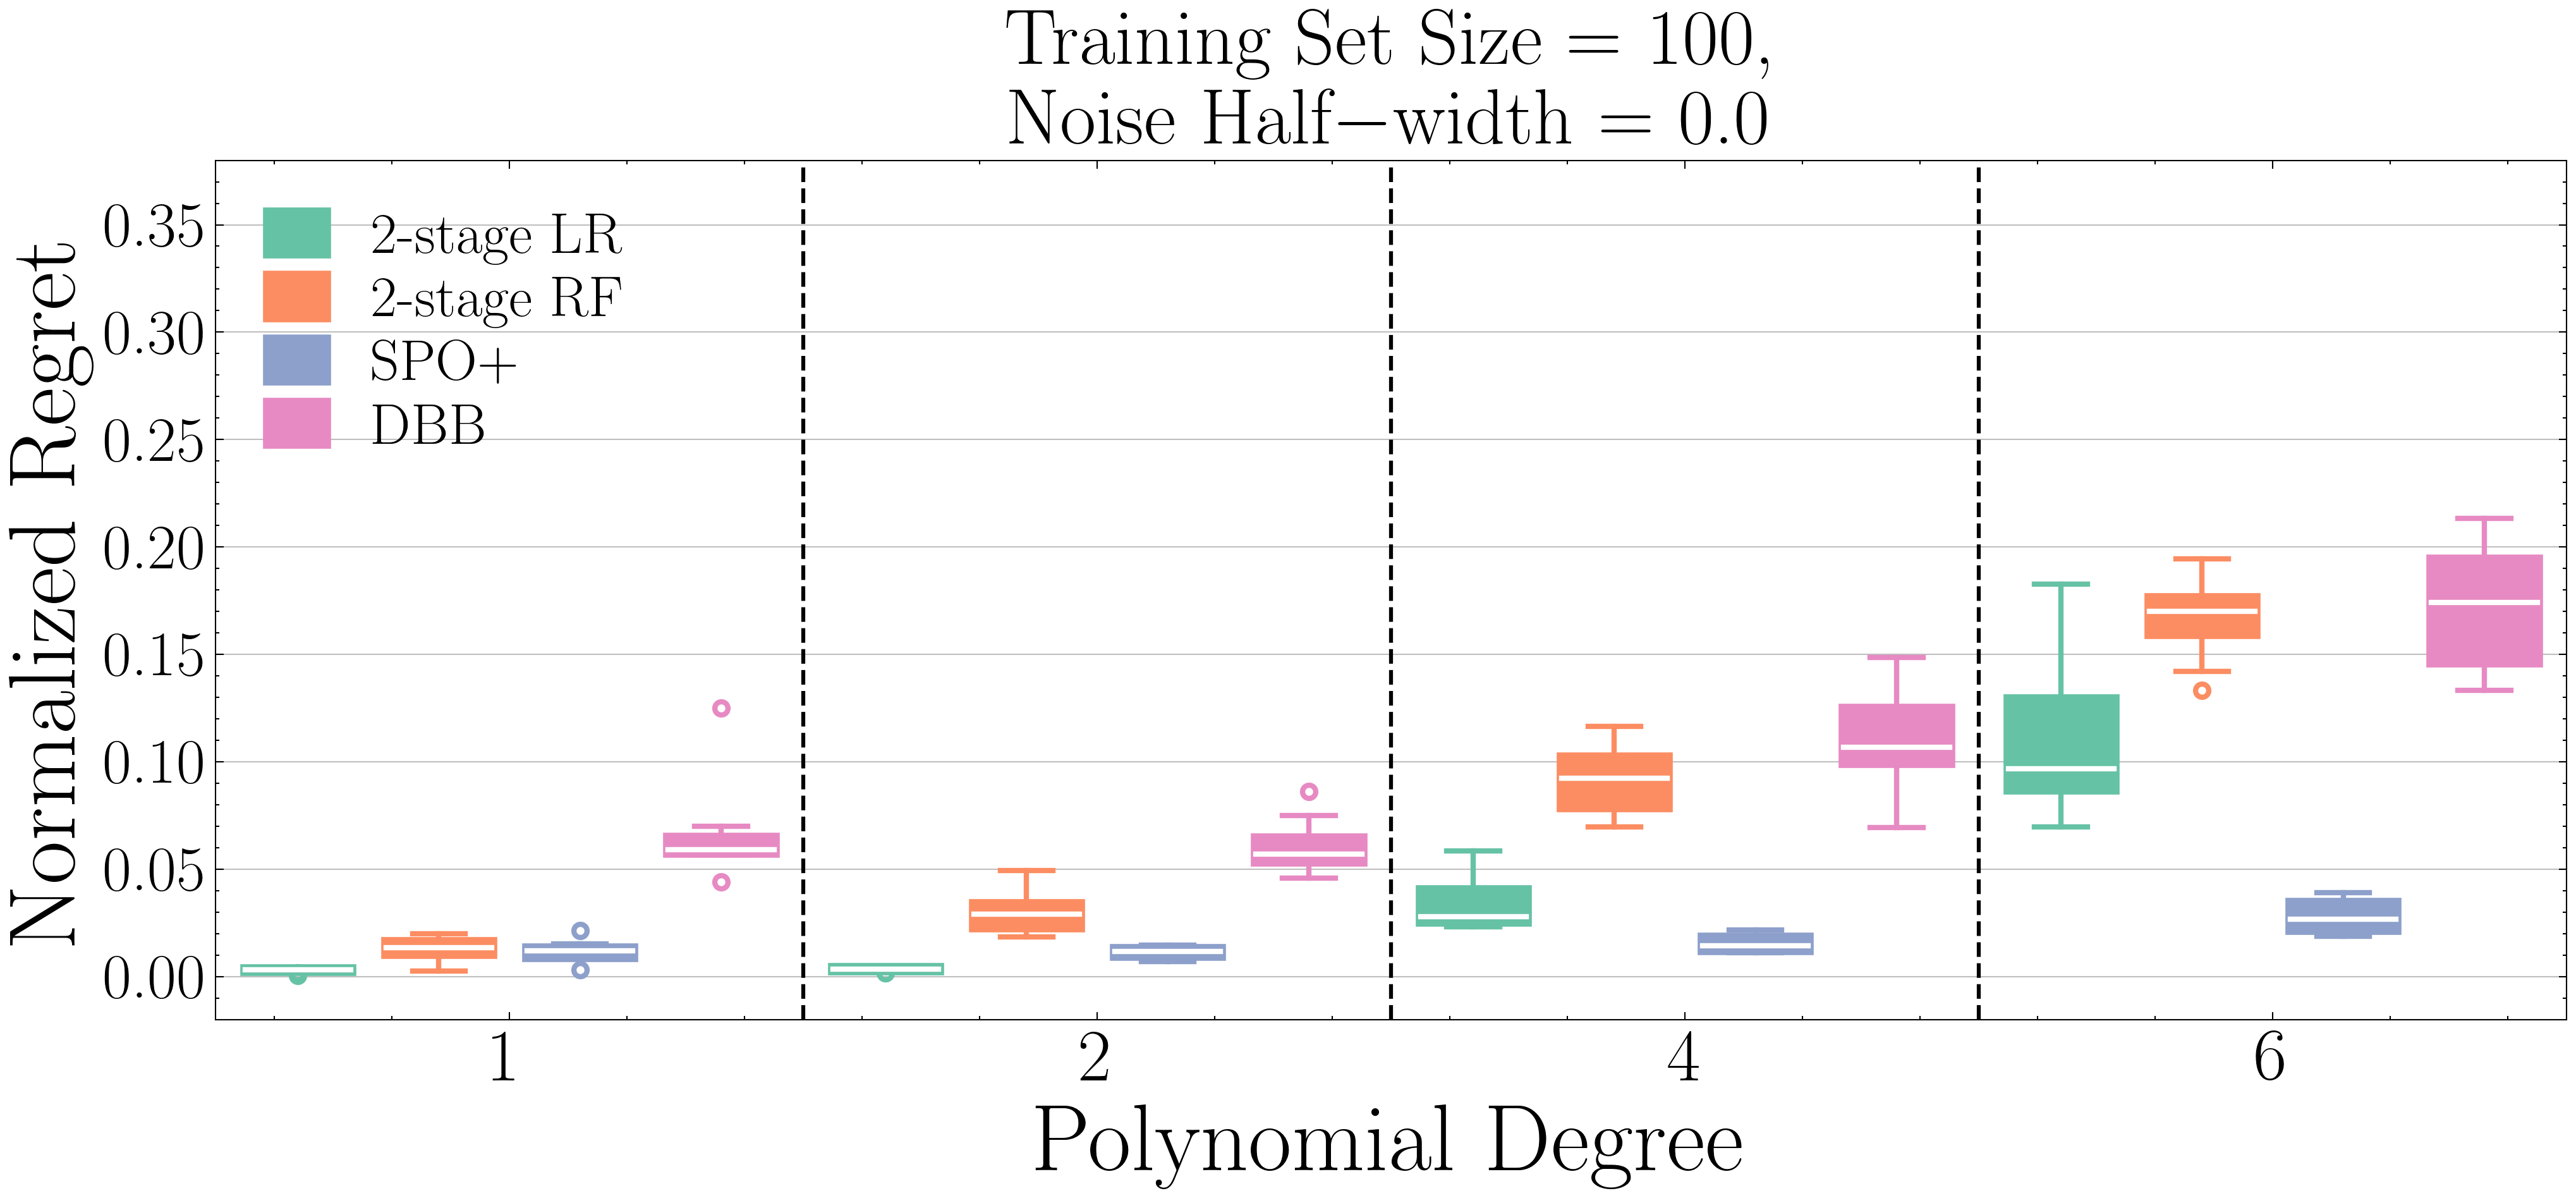 Training Set Size = 100,
Noise Half−width = 0.0
Normalized Regret
0.35
0.30
0.25
0.20
0.15
0.10
0.05
0.00
2-stage LR
2-stage RF
SPO+
DBB
1 2 4 6
Polynomial Degree